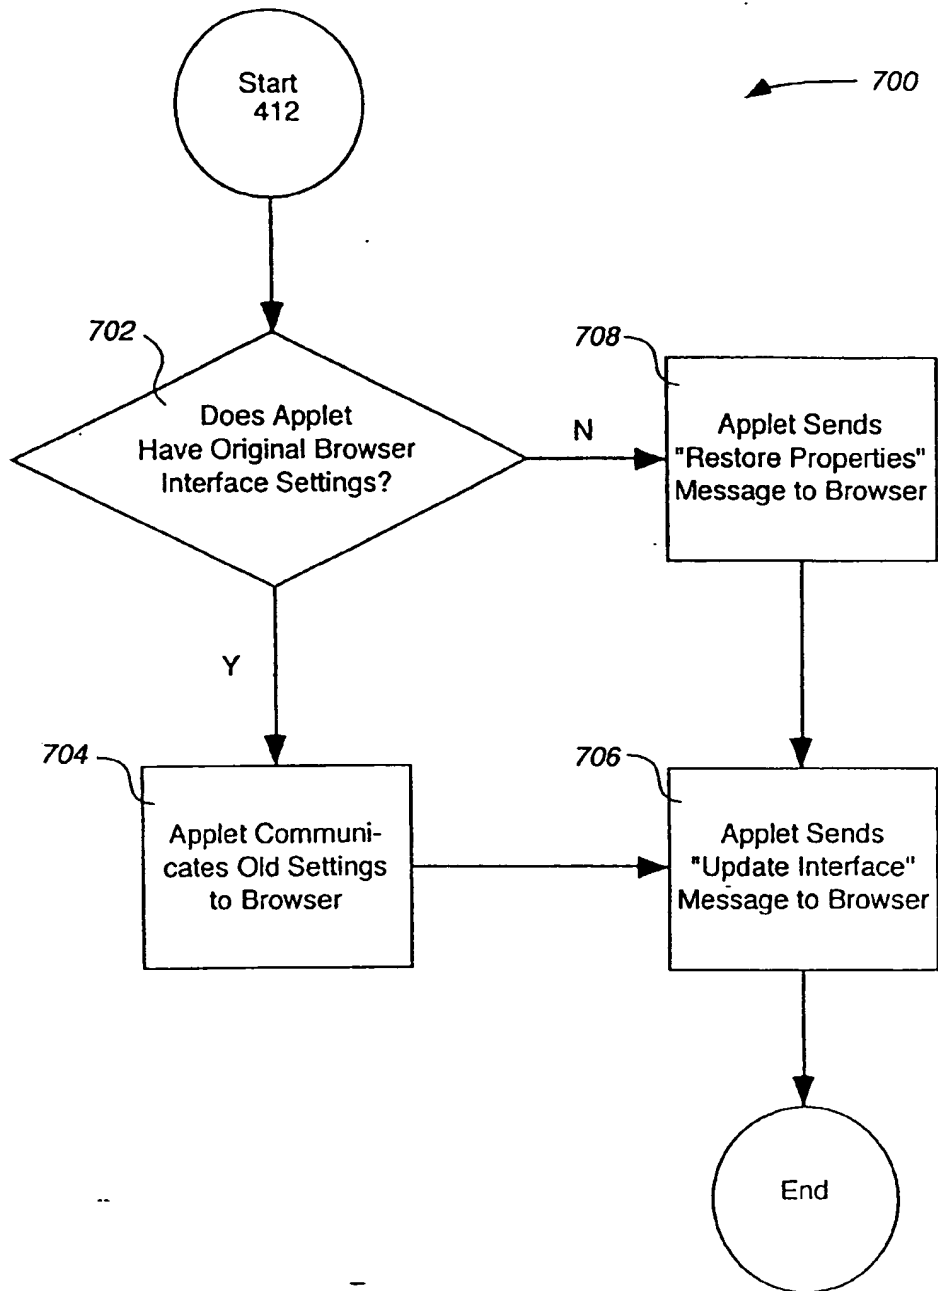 Start
412
700
702
Does Applet
Have Original Browser
Interface Settings?
N
708
Applet Sends
"Restore Properties"
Message to Browser
Y
704
Applet Communi-
cates Old Settings
to Browser
706
Applet Sends
"Update Interface"
Message to Browser
End